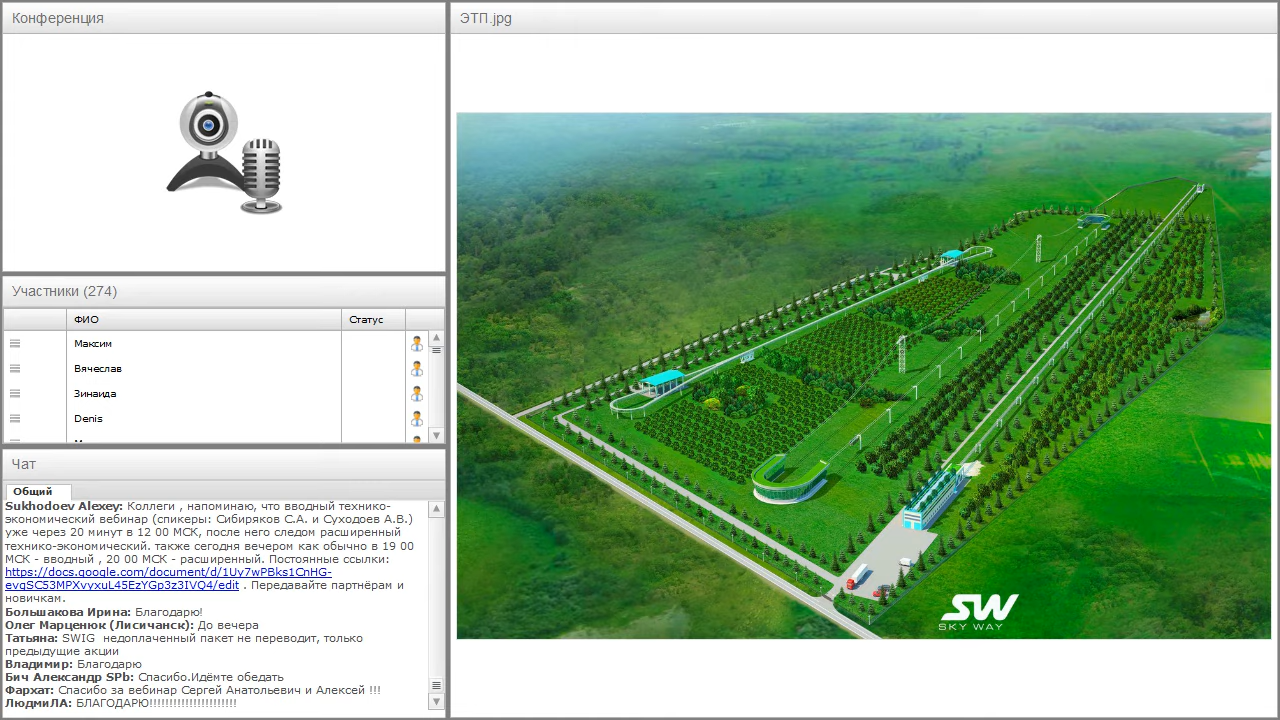 Конференция
ЭТП.jpg
Участники (274)
ФИО
Статус
Максим
Вячеслав
Зинаида
Denis
Чат
Общий
Sukhodoev Alexey: Коллеги , напоминаю, что вводный технико-
экономический вебинар (спикеры: Сибиряков С.А. и Суходоев А.В.)
уже через 20 минут в 12 00 МСК, после него следом расширенный
технико-экономический. также сегодня вечером как обычно в 19 00
МСК - вводный , 20 00 МСК - расширенный. Постоянные ссылки:
https://docs.google.com/document/d/1Uy7wPBks1CnHG-
evqSC53MPXvvxuL45EzYGp3z3IVQ4/edit . Передавайте партнёрам и
новичкам.
Большакова Ирина: Благодарю!
Олег Марценюк (Лисичанск): До вечера
Татьяна: SWIG недоплаченный пакет не переводит, только
предыдущие акции
Владимир: Благодарю
Бич Александр SPb: Спасибо.Идёмте обедать
Фархат: Спасибо за вебинар Сергей Анатольевич и Алексей !!!
ЛюдмиЛА: БЛАГОДАРЮ!!!!!!!!!!!!!!!!!!!!!!
SW
SKY WAY